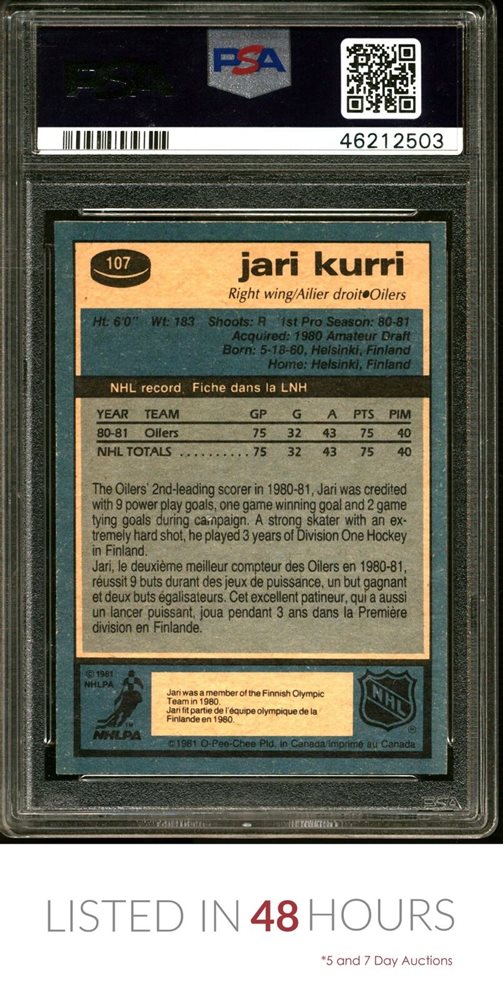 PSA
PSA
46212503
107
jari kurri
Right wing/Ailier droit•Oilers
Ht: 6'0" Wt: 183 Shoots: R 1st Pro Season: 80-81
Acquired: 1980 Amateur Draft
Born: 5-18-60, Helsinki, Finland
Home: Helsinki, Finland
NHL record Fiche dans la LNH
YEAR TEAM GP G A PTS PIM
80-81 Oilers 75 32 43 75 40
NHL TOTALS .......... 75 32 43 75 40
The Oilers' 2nd-leading scorer in 1980-81, Jari was credited
with 9 power play goals, one game winning goal and 2 game
tying goals during campaign. A strong skater with an ex-
tremely hard shot, he played 3 years of Division One Hockey
in Finland.
Jari, le deuxième meilleur compteur des Oilers en 1980-81,
réussit 9 buts durant des jeux de puissance, un but gagnant
et deux buts égalisateurs. Cet excellent patineur, qui a aussi
un lancer puissant, joua pendant 3 ans dans la Première
division en Finlande.
© 1981
NHLPA
Jari was a member of the Finnish Olympic
Team in 1980.
Jari fit partie de l'équipe olympique de la
Finlande en 1980.
NHL
TM
NHLPA
©1981 O-Pee-Chee Ptd. in Canada/Imprimé au Canada
PSA
LISTED IN 48 HOURS
*5 and 7 Day Auctions